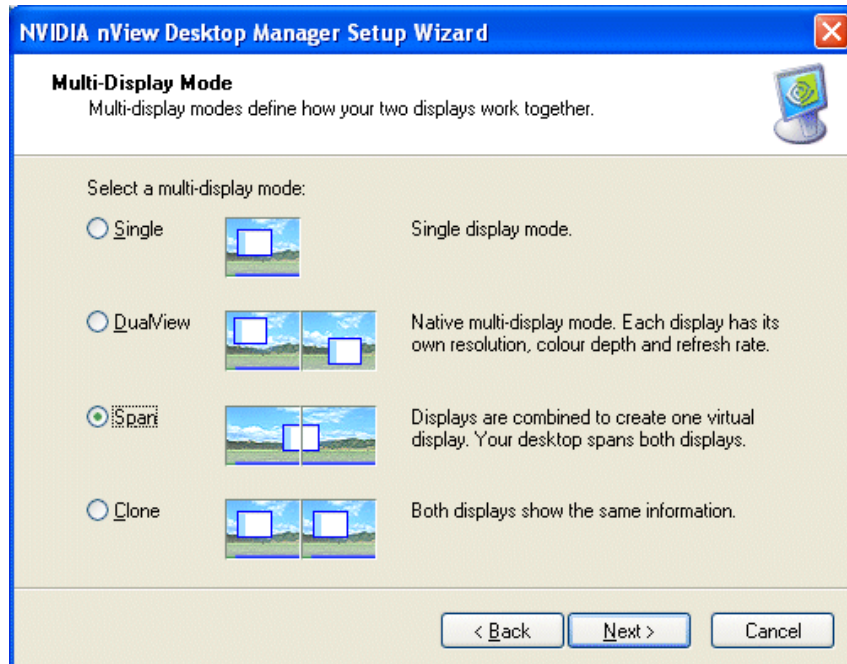 NVIDIA nView Desktop Manager Setup Wizard
Multi-Display Mode
Multi-display modes define how your two displays work together.
Select a multi-display mode:
Single
Single display mode.
DualView
Native multi-display mode. Each display has its
own resolution, colour depth and refresh rate.
Span
Displays are combined to create one virtual
display. Your desktop spans both displays.
Clone
Both displays show the same information.
< Back
Next >
Cancel